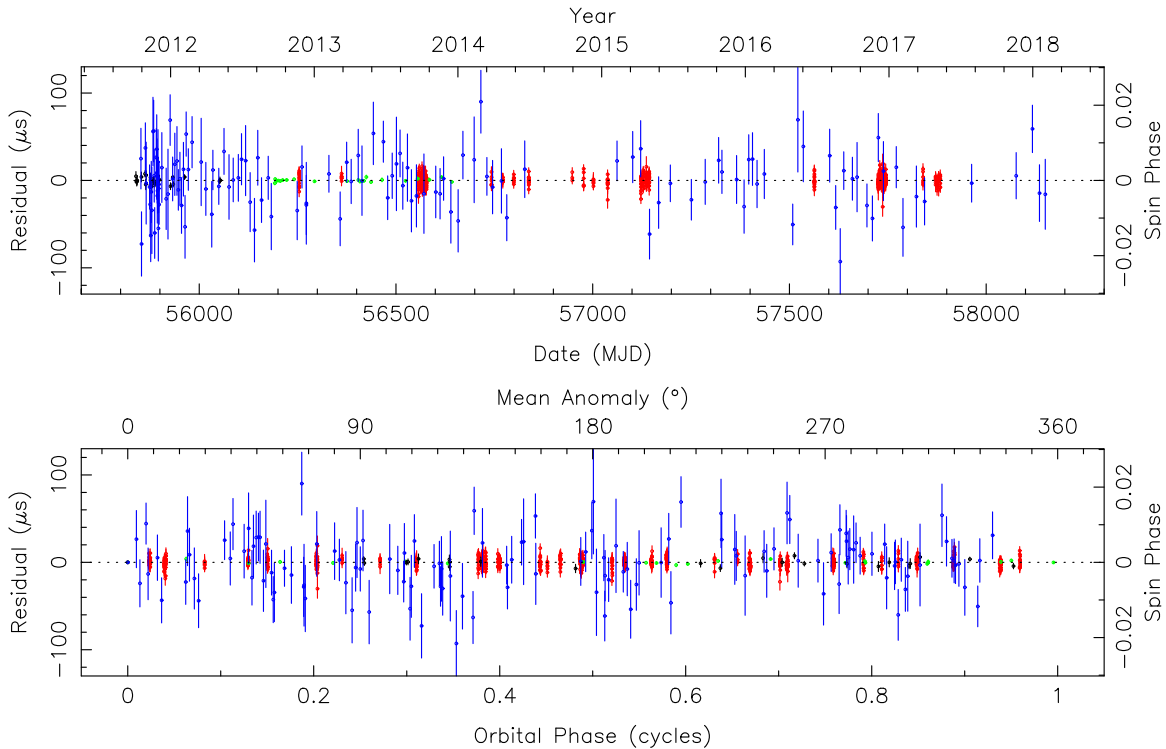 Year
2012 2013 2014 2015 2016 2017 2018
Residual (μs)
100
0
−100
0.02
0
−0.02
Spin Phase
56000 56500 57000 57500 58000
Date (MJD)
Mean Anomaly (°)
0 90 180 270 360
Residual (μs)
100
0
−100
0.02
0
−0.02
Spin Phase
0 0.2 0.4 0.6 0.8 1
Orbital Phase (cycles)